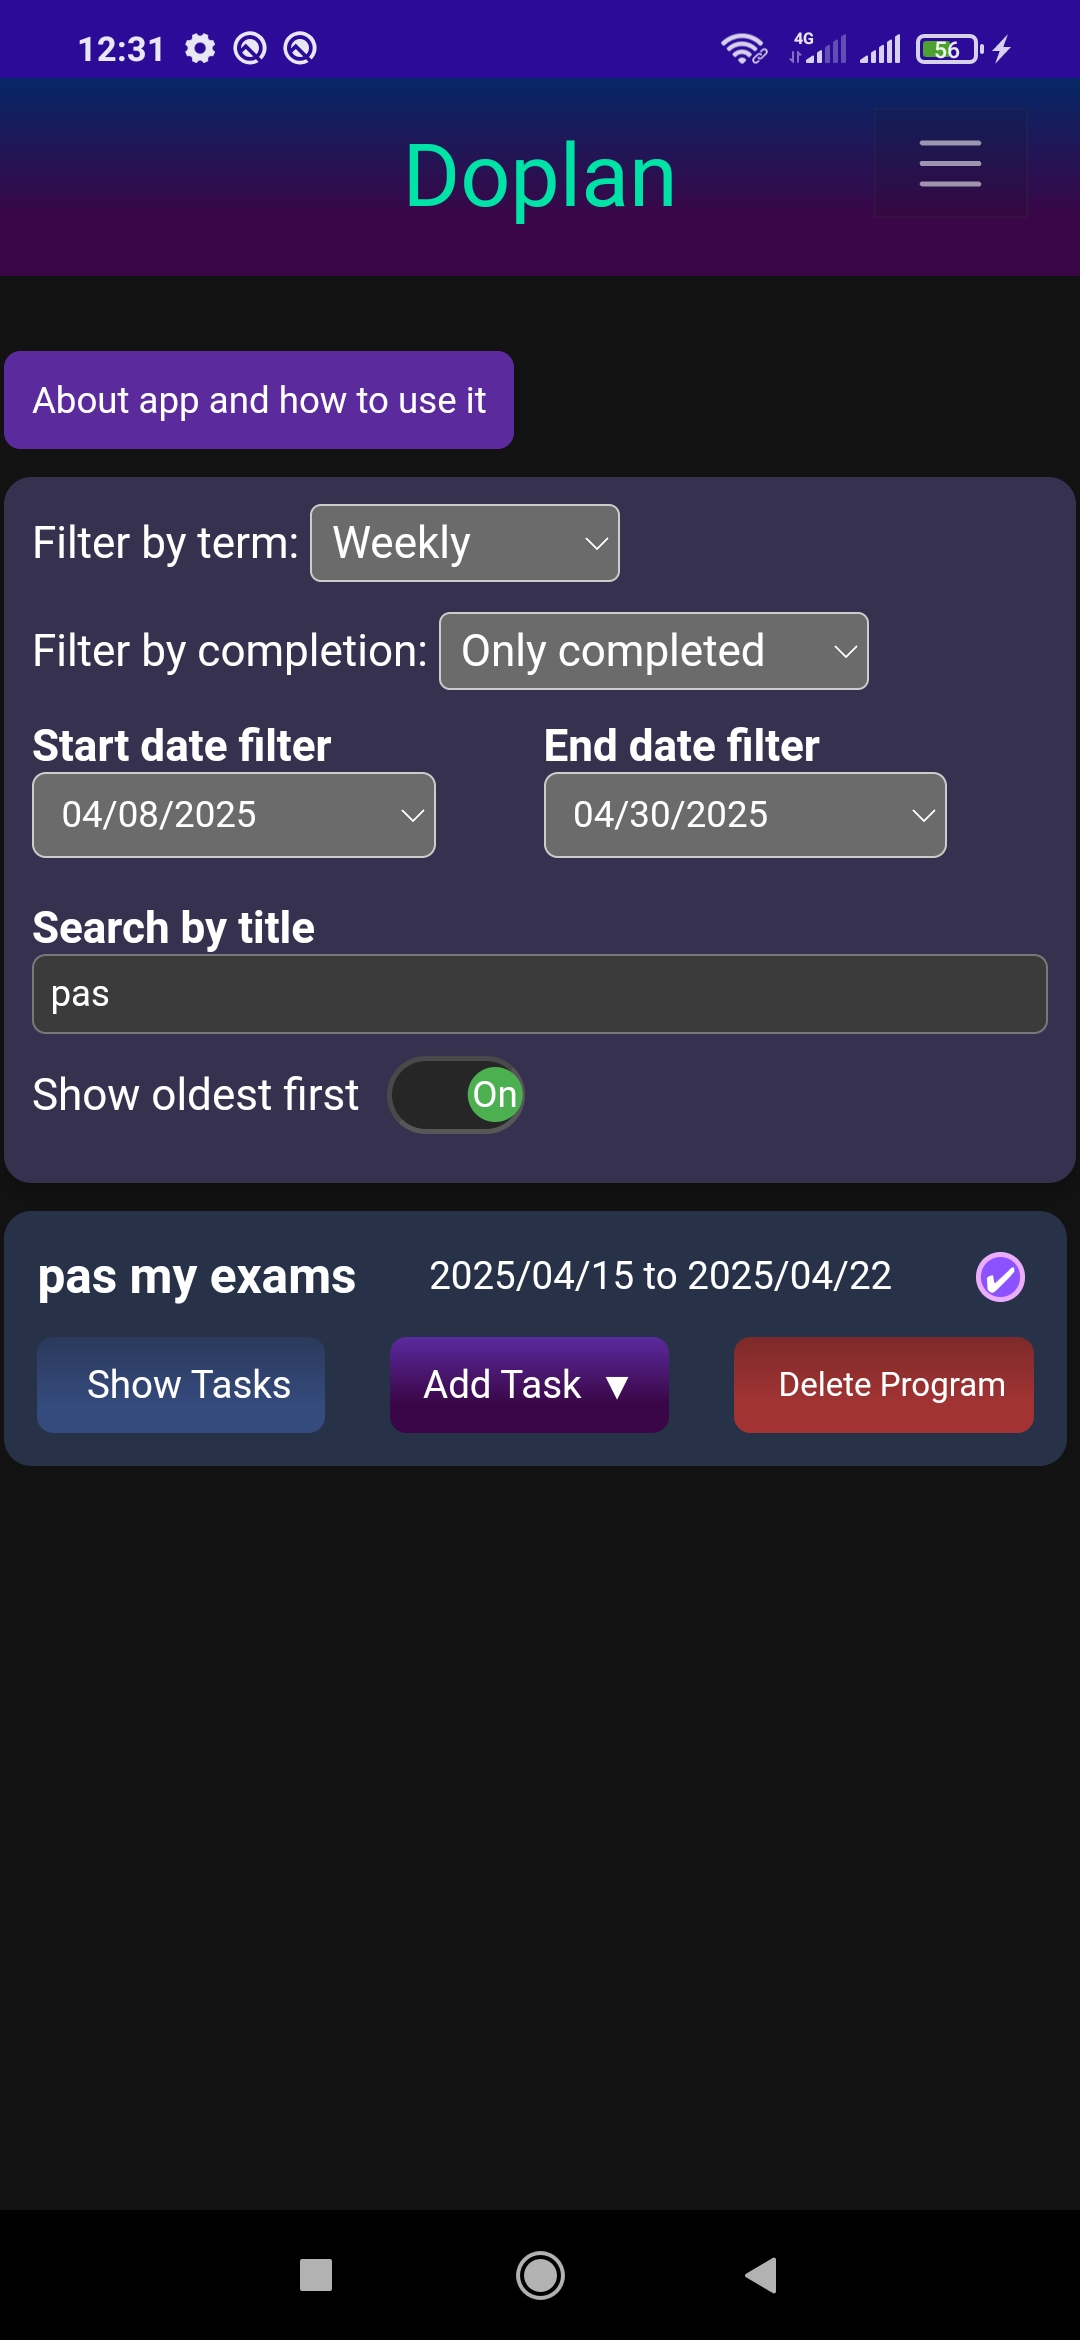 12:31 4G 56
Doplan
About app and how to use it
Filter by term: Weekly
Filter by completion: Only completed
Start date filter End date filter
04/08/2025 04/30/2025
Search by title
pas
Show oldest first On
pas my exams 2025/04/15 to 2025/04/22
Show Tasks Add Task ▼ Delete Program